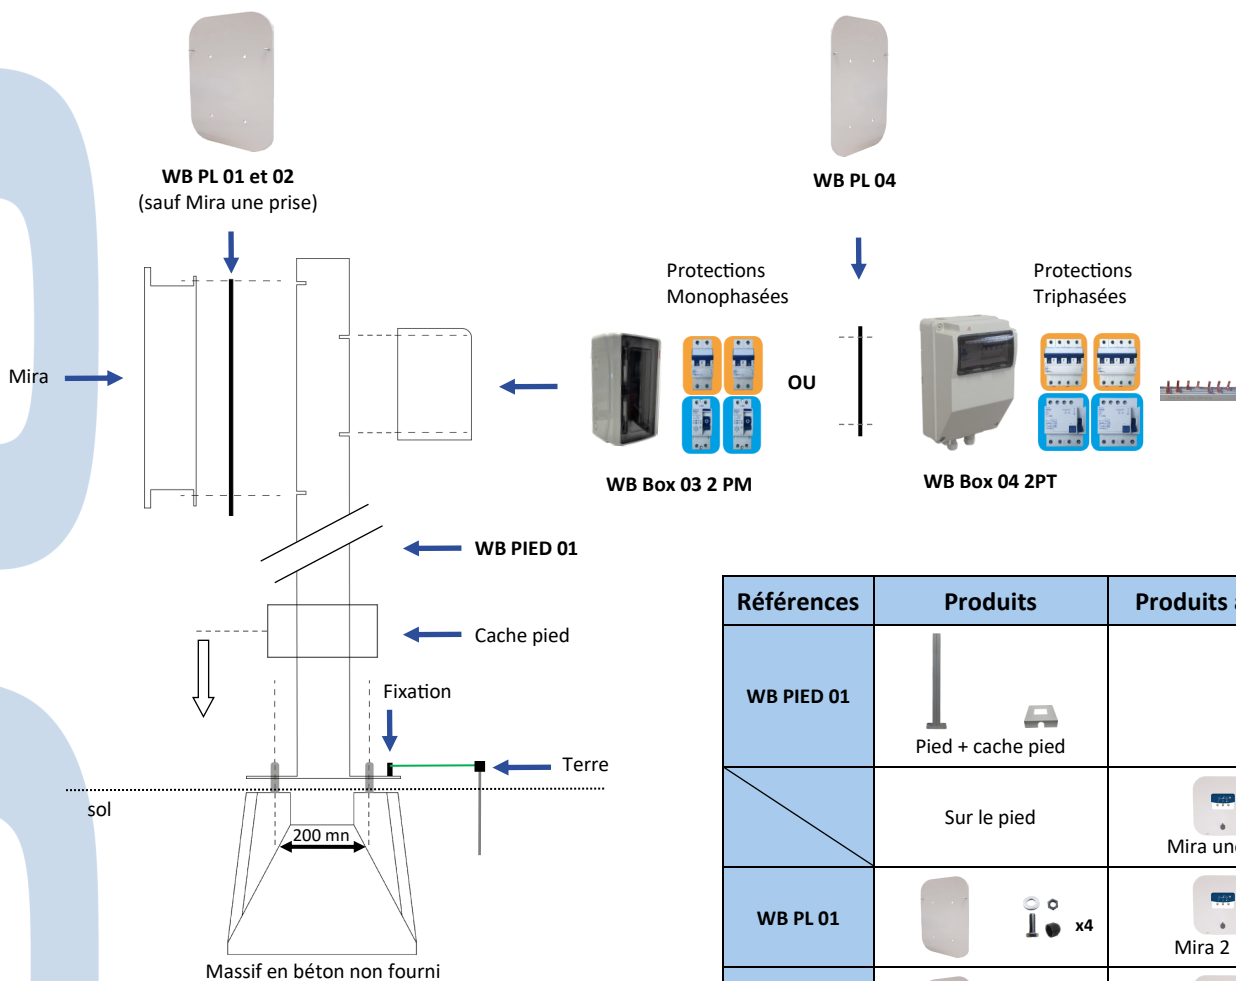 WB PL 01 et 02
(sauf Mira une prise)
WB PL 04
Protections
Monophasées
Protections
Triphasées
Mira
OU
WB Box 03 2 PM
WB Box 04 2PT
WB PIED 01
Cache pied
Fixation
Terre
sol
200 mn
Massif en béton non fourni
Références
Produits
Produits
WB PIED 01
Pied + cache pied
Sur le pied
Mira
WB PL 01
x4
Mira 2